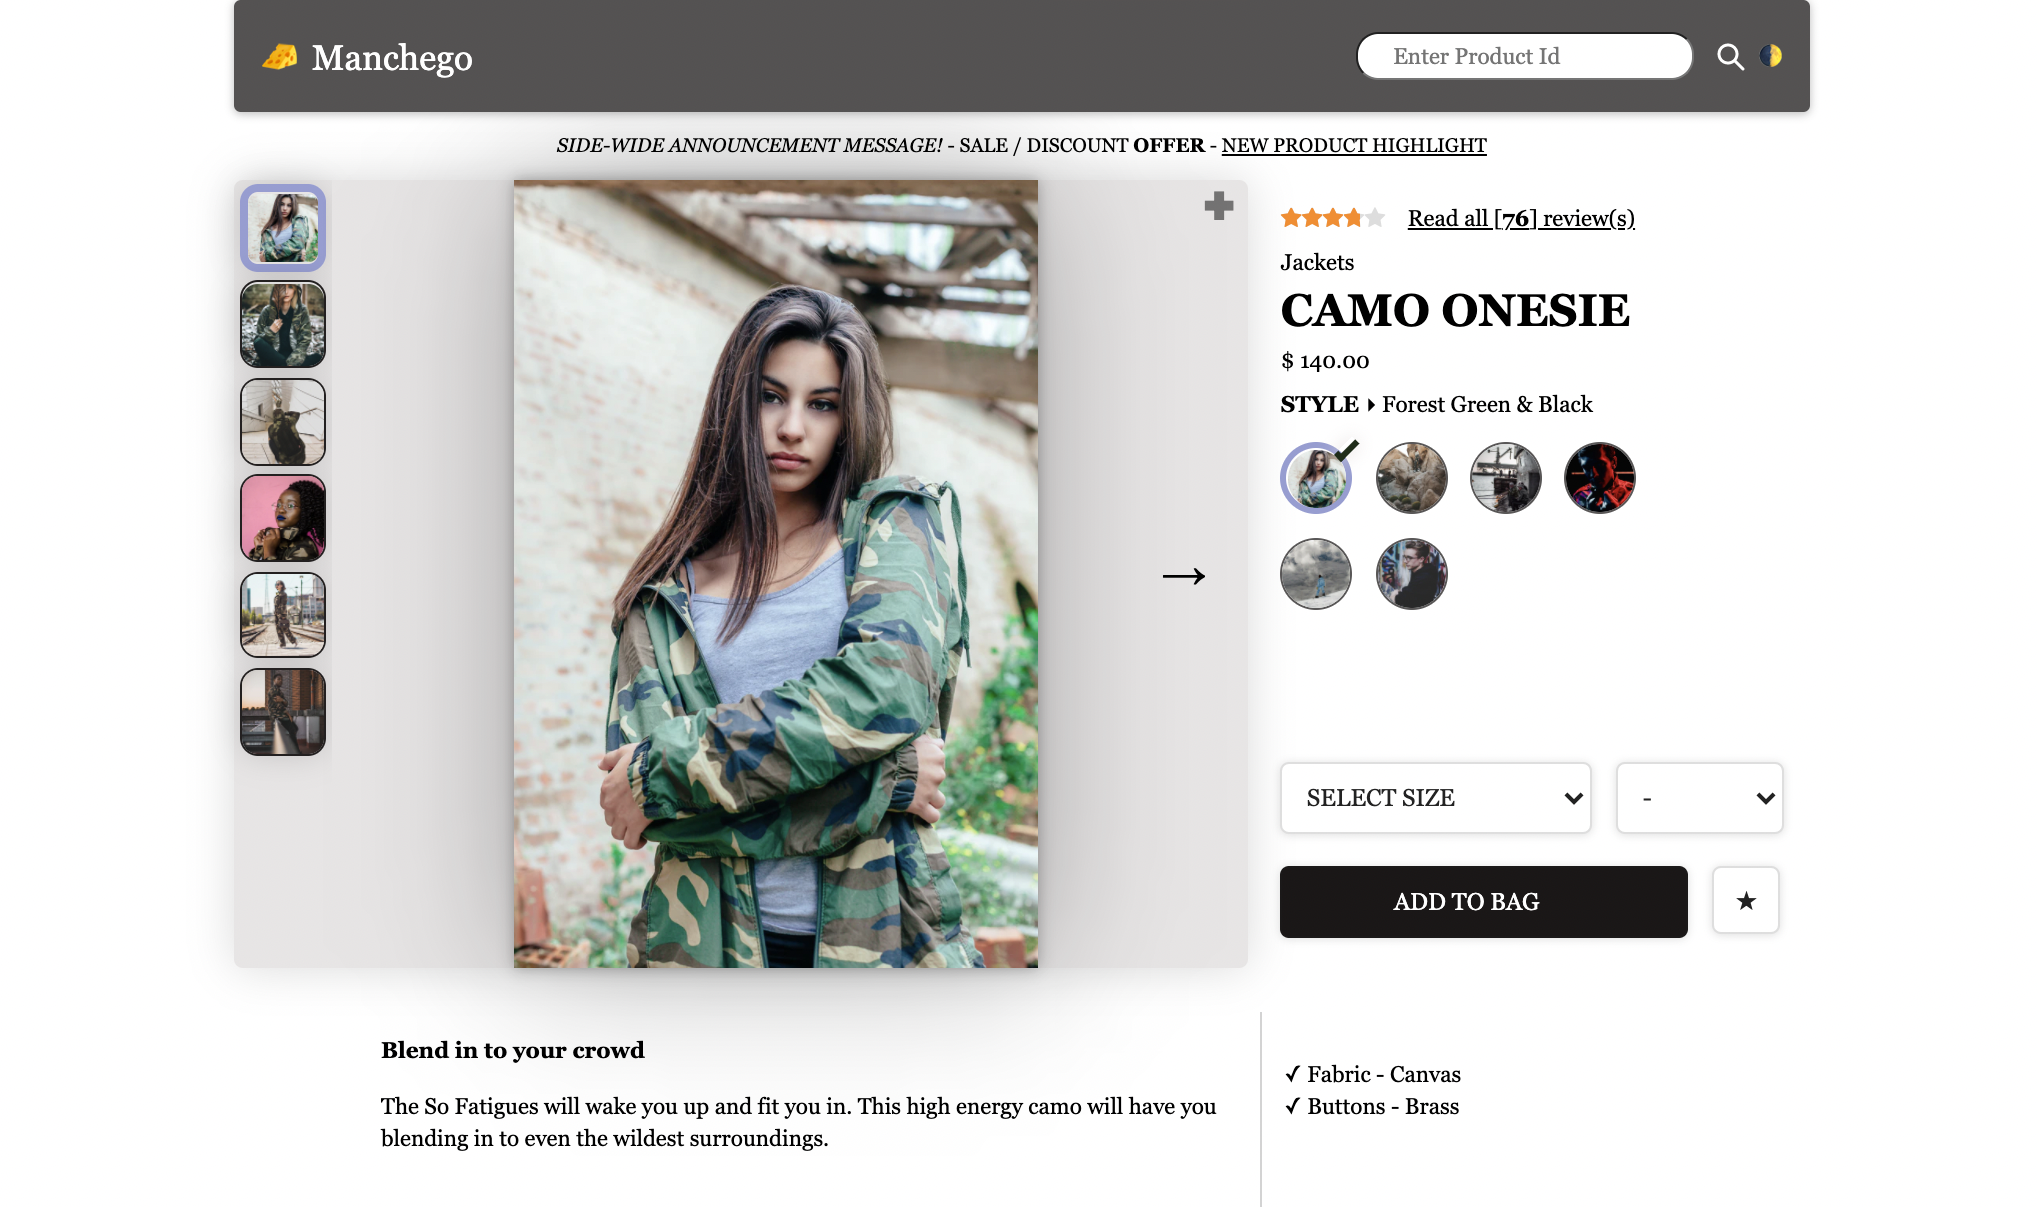 Manchego
Enter Product Id
SIDE-WIDE ANNOUNCEMENT MESSAGE! - SALE / DISCOUNT OFFER - NEW PRODUCT HIGHLIGHT
Read all [76] review(s)
Jackets
CAMO ONESIE
$ 140.00
STYLE Forest Green & Black
SELECT SIZE
-
ADD TO BAG
Blend in to your crowd
The So Fatigues will wake you up and fit you in. This high energy camo will have you
blending in to even the wildest surroundings.
✓ Fabric - Canvas
✓ Buttons - Brass